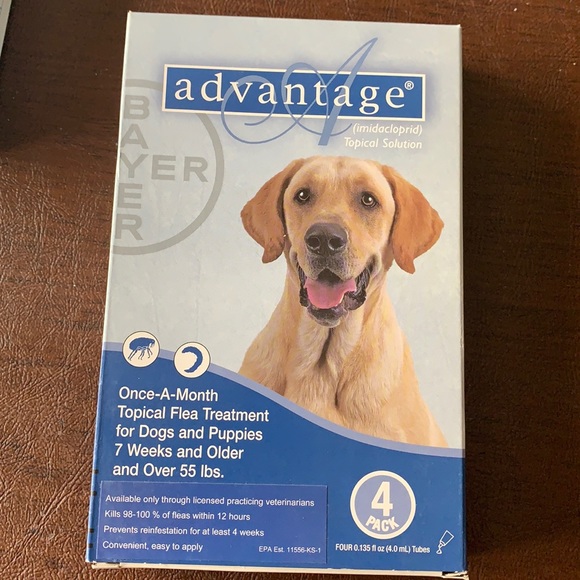 advantage®
A
(imidacloprid)
Topical Solution
BAYER
BAYER
Once-A-Month
Topical Flea Treatment
for Dogs and Puppies
7 Weeks and Older
and Over 55 lbs.
Available only through licensed practicing veterinarians
Kills 98-100 % of fleas within 12 hours
Prevents reinfestation for at least 4 weeks
Convenient, easy to apply
EPA Est. 11556-KS-1
4
PACK
FOUR 0.135 fl oz (4.0 mL) Tubes